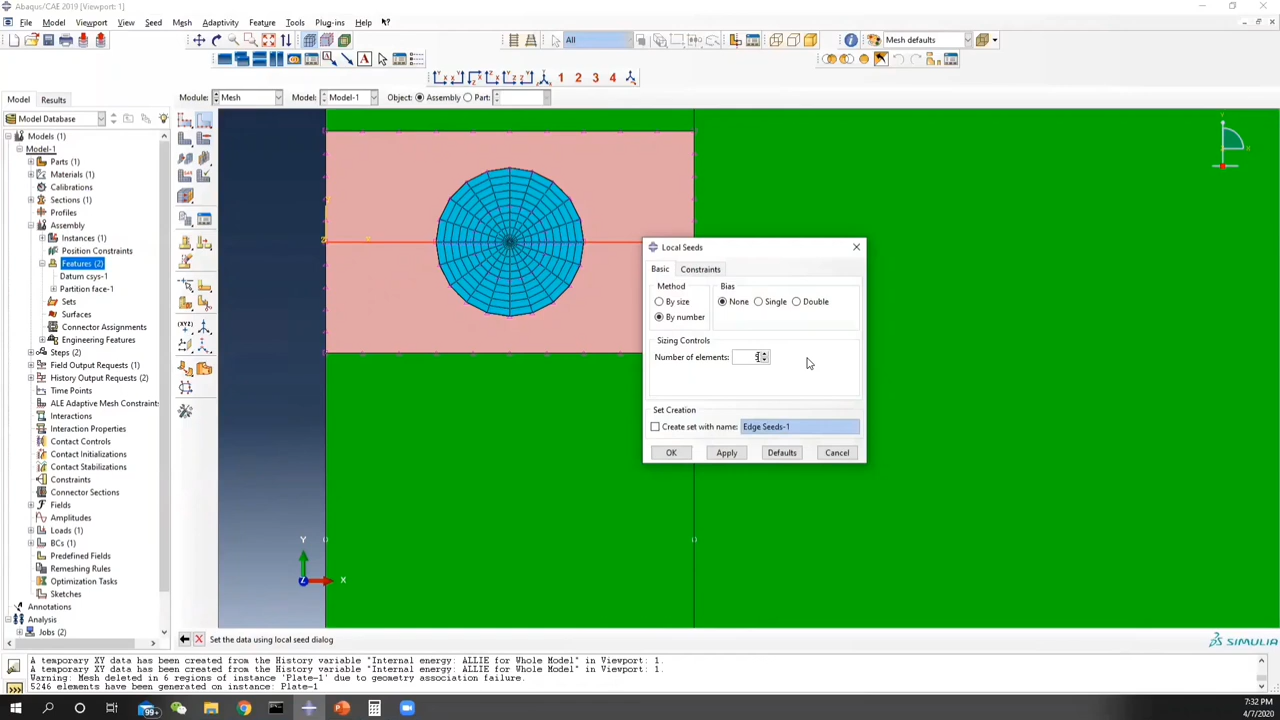 Abaqus/CAE 2019 [Viewport: 1]
File Model Viewport View Seed Mesh Adaptivity Feature Tools Plug-ins Help
All
Mesh defaults
1 2 3 4
Model Results
Module: Mesh Model: Model-1 Object: Assembly Part:
Model Database
Models (1)
Model-1
Parts (1)
Materials (1)
Calibrations
Sections (1)
Profiles
Assembly
Instances (1)
Position Constraints
Features (2)
Datum csys-1
Partition face-1
Sets
Surfaces
Connector Assignments
Engineering Features
Steps (2)
Field Output Requests (1)
History Output Requests (2)
Time Points
ALE Adaptive Mesh Constraints
Interactions
Interaction Properties
Contact Controls
Contact Initializations
Contact Stabilizations
Constraints
Connector Sections
Fields
Amplitudes
Loads (1)
BCs (1)
Predefined Fields
Remeshing Rules
Optimization Tasks
Sketches
Annotations
Analysis
Jobs (2)
Local Seeds
Basic Constraints
Method Bias
By size None Single Double
By number
Sizing Controls
Number of elements:
Set Creation
Create set with name: Edge Seeds-1
OK Apply Defaults Cancel
Y
X
Z
Y
X
Set the data using local seed dialog
SIMULIA
A temporary XY data has been created from the History variable "Internal energy: ALLIE for Whole Model" in Viewport: 1.
A temporary XY data has been created from the History variable "Internal energy: ALLIE for Whole Model" in Viewport: 1.
Warning: Mesh deleted in 6 regions of instance 'Plate-1' due to geometry association failure.
5246 elements have been generated on instance: Plate-1
99+
7:32 PM
4/7/2020